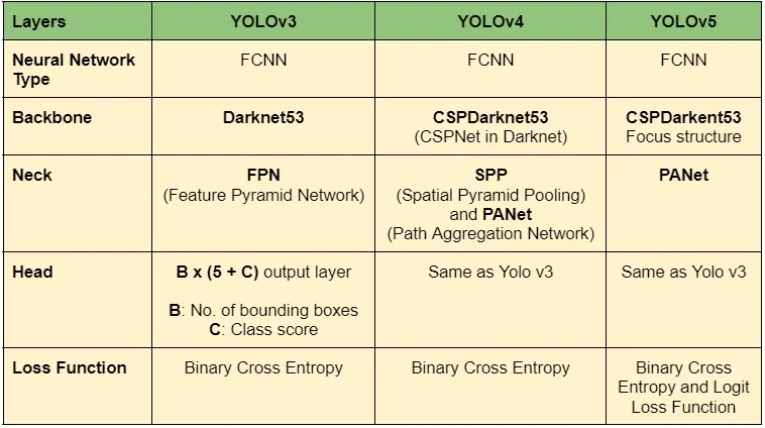 Layers YOLOv3 YOLOv4 YOLOv5
Neural Network Type FCNN FCNN FCNN
Backbone Darknet53 CSPDarknet53 CSPDarkent53
(CSPNet in Darknet) Focus structure
Neck FPN SPP PANet
(Feature Pyramid Network) (Spatial Pyramid Pooling)
and PANet
(Path Aggregation Network)
Head B x (5 + C) output layer Same as Yolo v3 Same as Yolo v3
B: No. of bounding boxes
C: Class score
Loss Function Binary Cross Entropy Binary Cross Entropy Binary Cross
Entropy and Logit
Loss Function